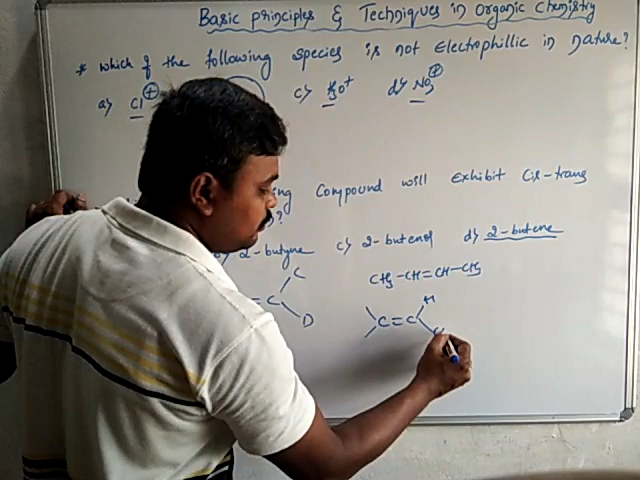 Basic principles & Techniques in Organic Chemistry
* which of the following species is not Electrophillic in nature?
a) Cl⊕ c) H₃O⁺ d) NO₂⊕
ing Compound will Exhibit Cis-trans
?
b) 2-butyne c) 2-butenol d) 2-butene
CH₃-CH=CH-CH₃
C
= C
D
H
C=C